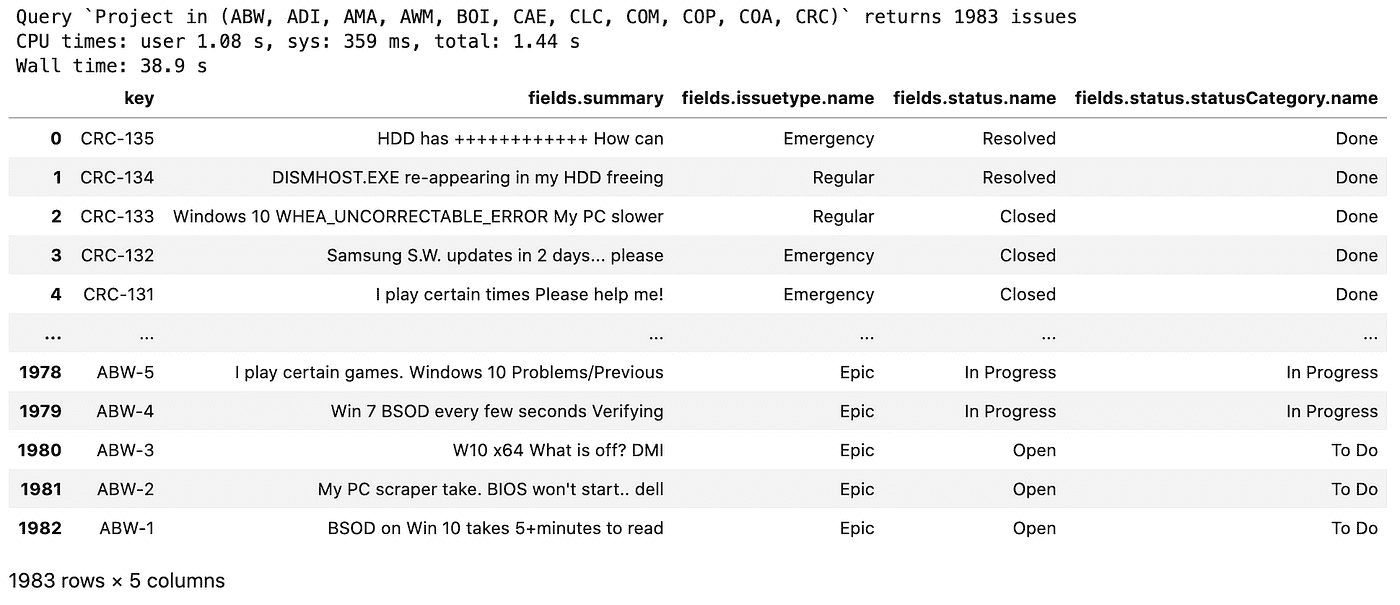 Query `Project in (ABW, ADI, AMA, AWM, BOI, CAE, CLC, COM, COP, COA, CRC)` returns 1983 issues
CPU times: user 1.08 s, sys: 359 ms, total: 1.44 s
Wall time: 38.9 s
key fields.summary fields.issuetype.name fields.status.name fields.status.statusCategory.name
0 CRC-135 HDD has ++++++++++++ How can Emergency Resolved Done
1 CRC-134 DISMHOST.EXE re-appearing in my HDD freeing Regular Resolved Done
2 CRC-133 Windows 10 WHEA_UNCORRECTABLE_ERROR My PC slower Regular Closed Done
3 CRC-132 Samsung S.W. updates in 2 days... please Emergency Closed Done
4 CRC-131 I play certain times Please help me! Emergency Closed Done
... ... ... ... ... ...
1978 ABW-5 I play certain games. Windows 10 Problems/Previous Epic In Progress In Progress
1979 ABW-4 Win 7 BSOD every few seconds Verifying Epic In Progress In Progress
1980 ABW-3 W10 x64 What is off? DMI Epic Open To Do
1981 ABW-2 My PC scraper take. BIOS won't start.. dell Epic Open To Do
1982 ABW-1 BSOD on Win 10 takes 5+minutes to read Epic Open To Do
1983 rows × 5 columns